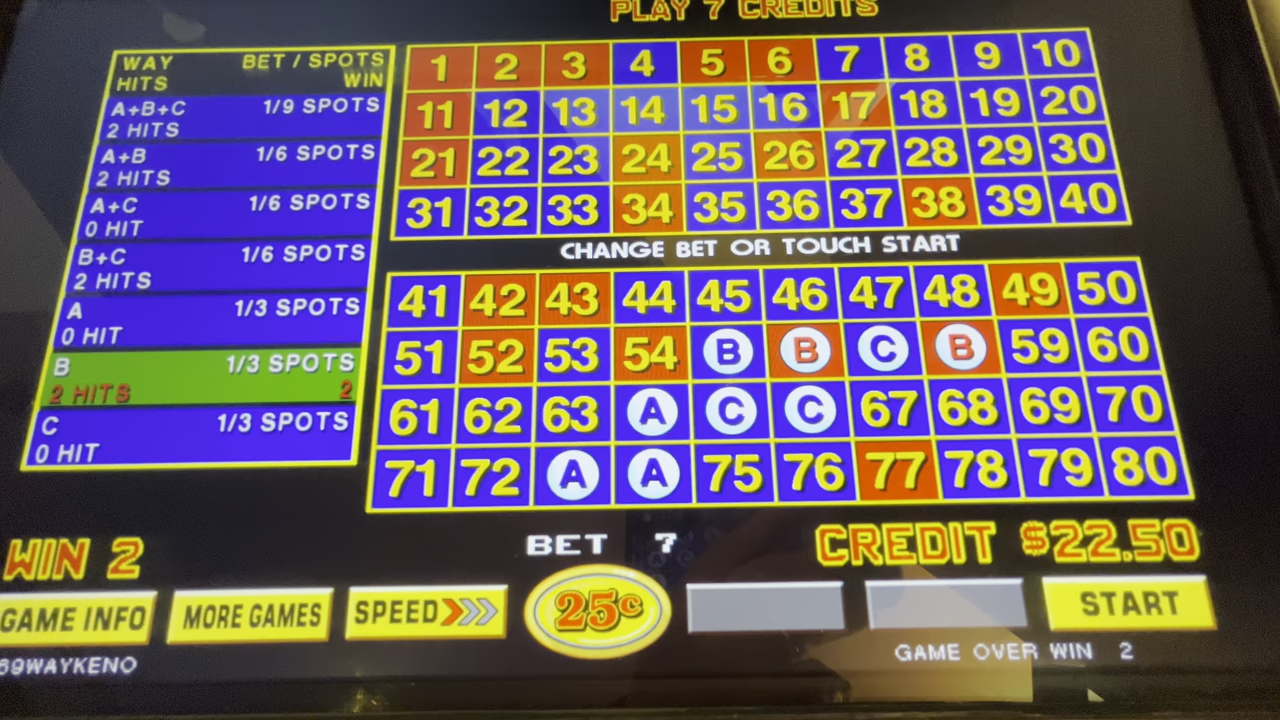 PLAY 7 CREDITS
WAY BET / SPOTS
HITS WIN
A+B+C 1/9 SPOTS
2 HITS
A+B 1/6 SPOTS
2 HITS
A+C 1/6 SPOTS
0 HIT
B+C 1/6 SPOTS
2 HITS
A 1/3 SPOTS
0 HIT
B 1/3 SPOTS
2 HITS 2
C 1/3 SPOTS
0 HIT
1 2 3 4 5 6 7 8 9 10
11 12 13 14 15 16 17 18 19 20
21 22 23 24 25 26 27 28 29 30
31 32 33 34 35 36 37 38 39 40
CHANGE BET OR TOUCH START
41 42 43 44 45 46 47 48 49 50
51 52 53 54 B B C B 59 60
61 62 63 A C C 67 68 69 70
71 72 A A 75 76 77 78 79 80
WIN 2 BET 7 CREDIT $22.50
GAME INFO MORE GAMES SPEED 25¢ START
69WAYKENO GAME OVER WIN 2